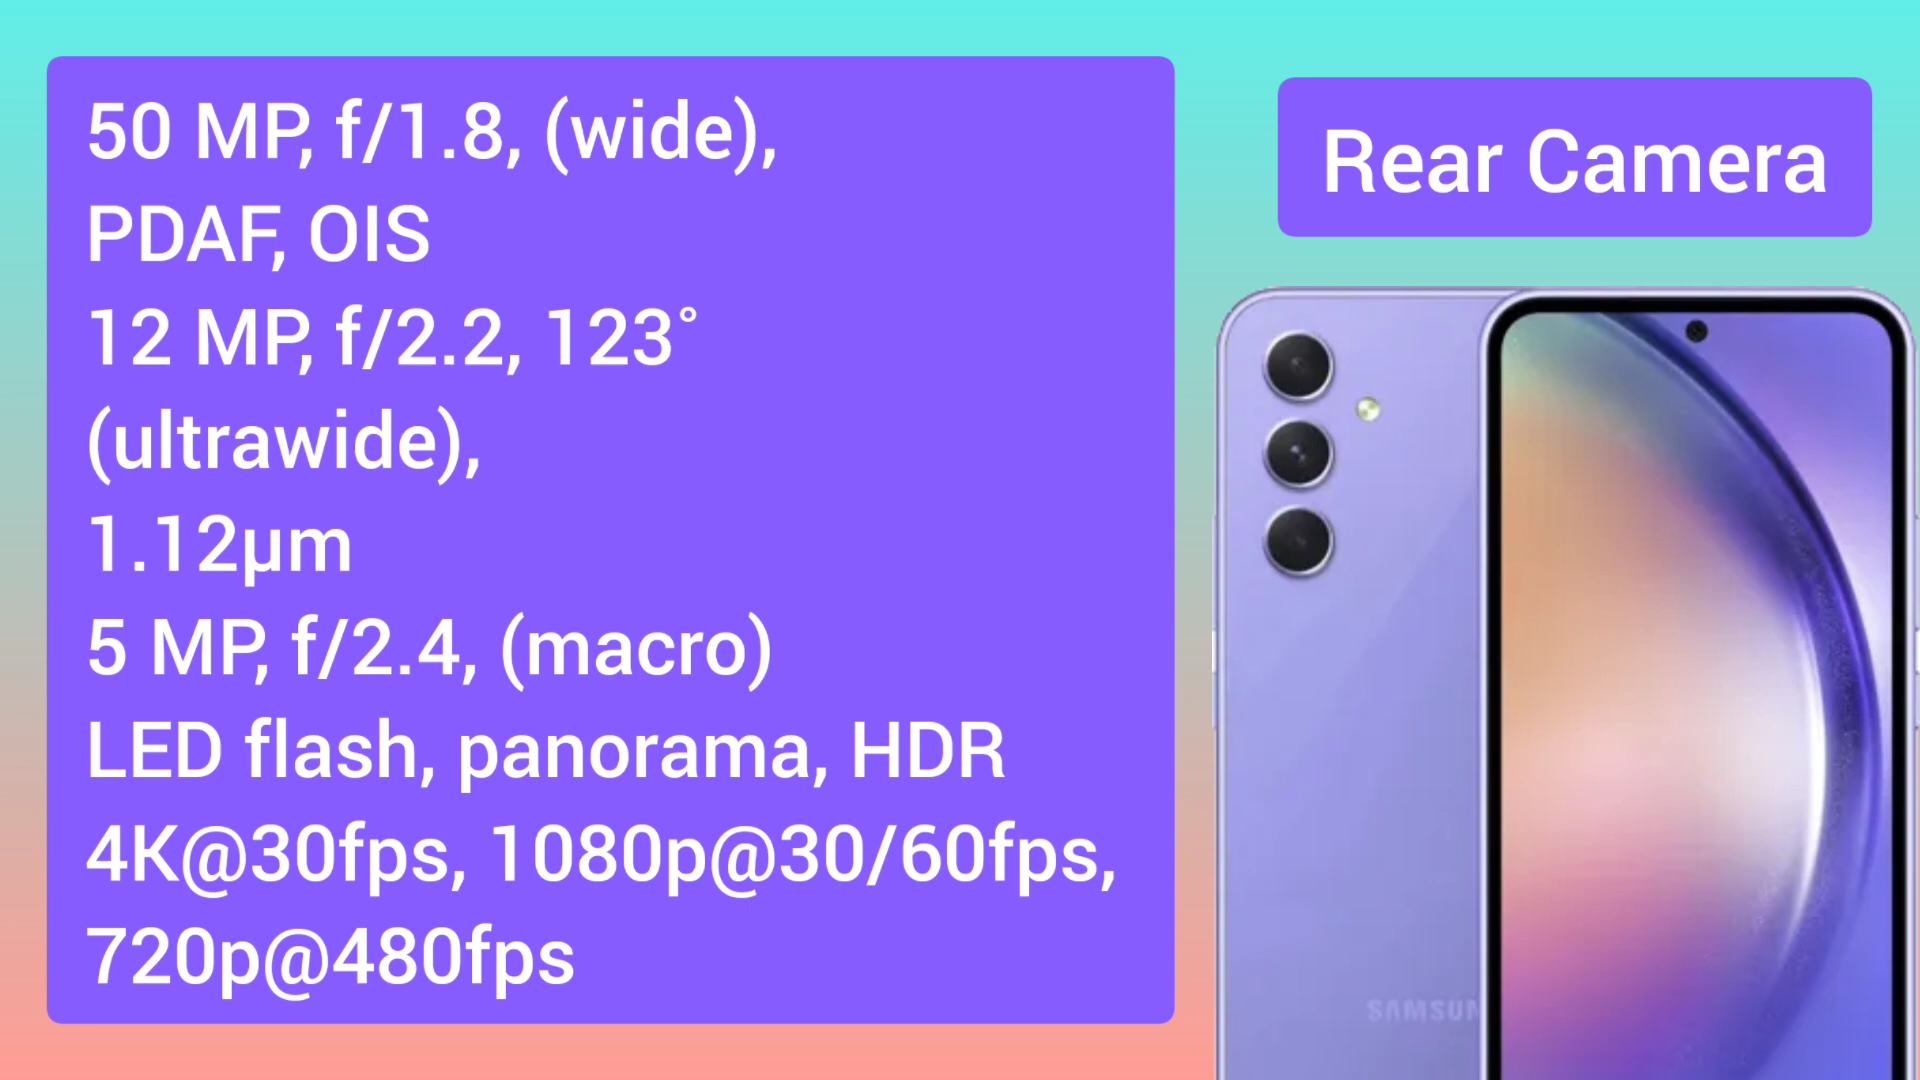 50 MP, f/1.8, (wide),
PDAF, OIS
12 MP, f/2.2, 123˚
(ultrawide),
1.12µm
5 MP, f/2.4, (macro)
LED flash, panorama, HDR
4K@30fps, 1080p@30/60fps,
720p@480fps
Rear Camera
SAMSUN